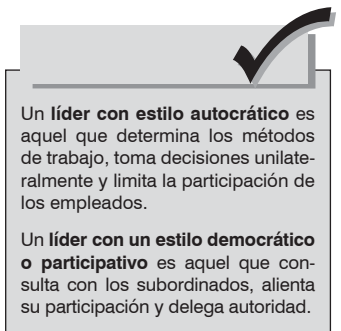 Un líder con estilo autocrático es
aquel que determina los métodos
de trabajo, toma decisiones unilate-
ralmente y limita la participación de
los empleados.
Un líder con un estilo democrático
o participativo es aquel que con-
sulta con los subordinados, alienta
su participación y delega autoridad.